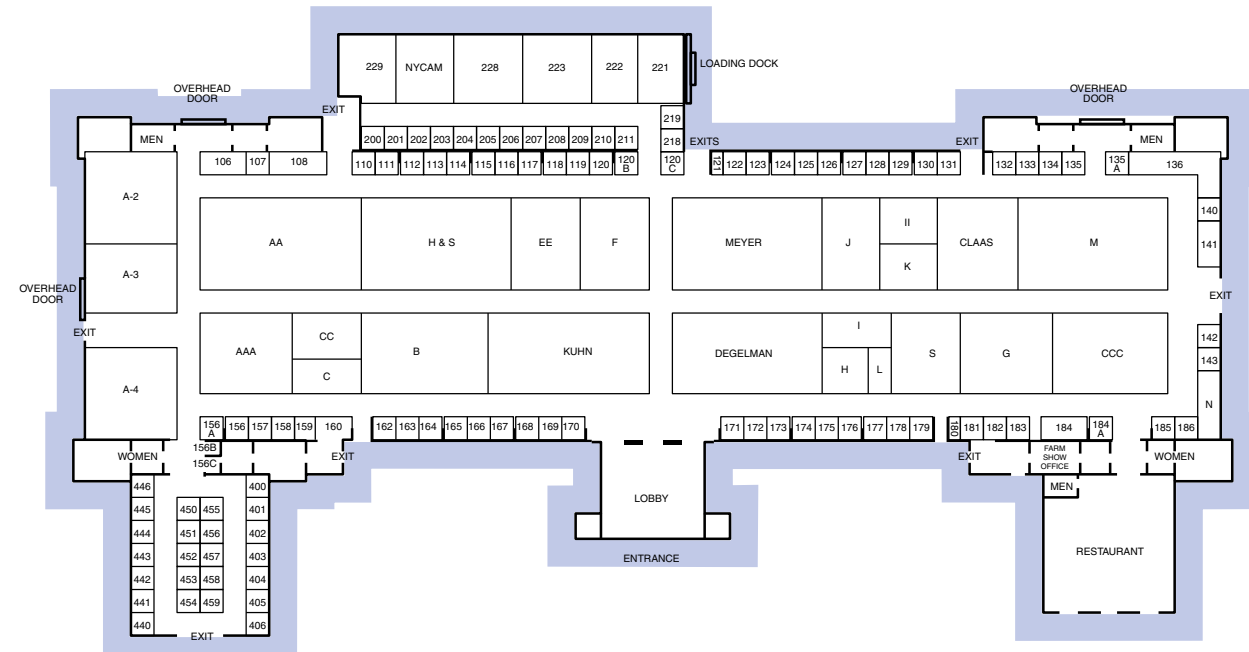 229 NYCAM 228 223 222 221
LOADING DOCK
OVERHEAD
DOOR
OVERHEAD
DOOR
EXIT
219
MEN
200 201 202 203 204 205 206 207 208 209 210 211
218
EXITS
EXIT
MEN
106 107 108
110 111 112 113 114 115 116 117 118 119 120 120
B
120
C
121 122 123 124 125 126 127 128 129 130 131
132 133 134 135 135
A
136
A-2
140
AA H & S EE F MEYER J II CLAAS M
141
K
A-3
OVERHEAD
DOOR
EXIT
EXIT
AAA CC B KUHN DEGELMAN I S G CCC
142
143
C
H L
A-4
N
156
A
156 157 158 159 160
162 163 164 165 166 167 168 169 170
171 172 173 174 175 176 177 178 179
180 181 182 183 184 184
A
185 186
156B
WOMEN
156C
EXIT
EXIT
FARM
SHOW
OFFICE
WOMEN
446 400
MEN
445 450 455 401
LOBBY
444 451 456 402
443 452 457 403
RESTAURANT
ENTRANCE
442 453 458 404
441 454 459 405
440 406
EXIT